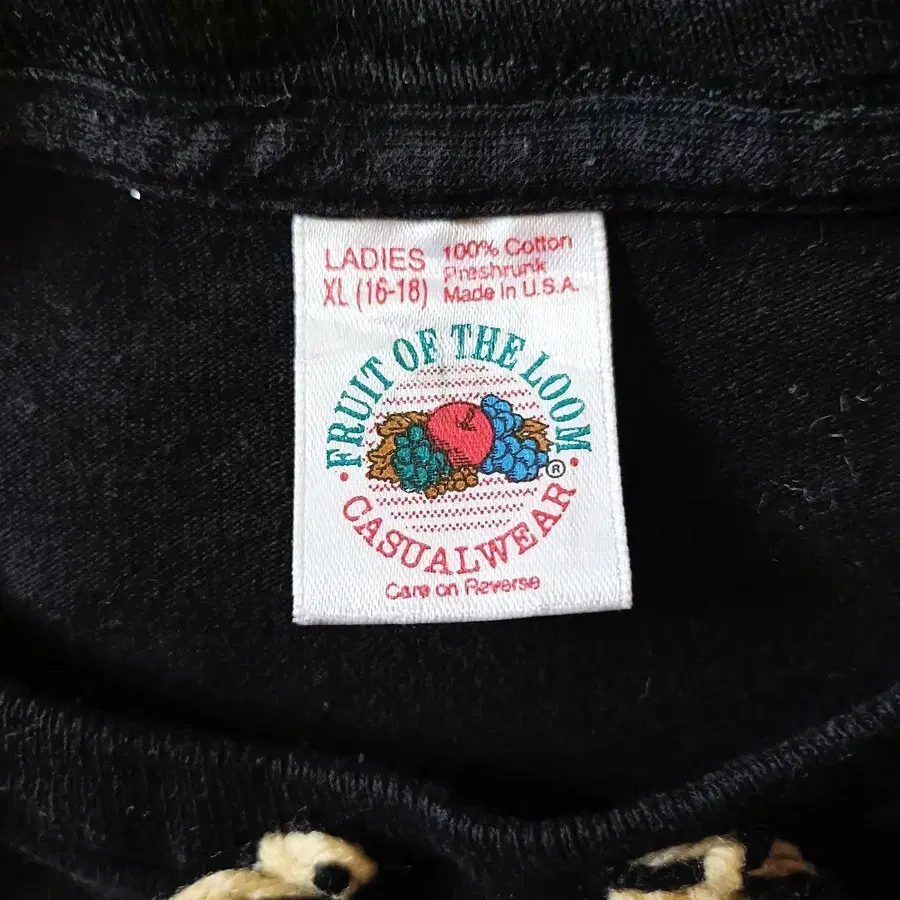 LADIES
XL (16-18)
100% Cotton
Preshrunk
Made in U.S.A.
FRUIT OF THE LOOM
®
CASUALWEAR
Care on Reverse